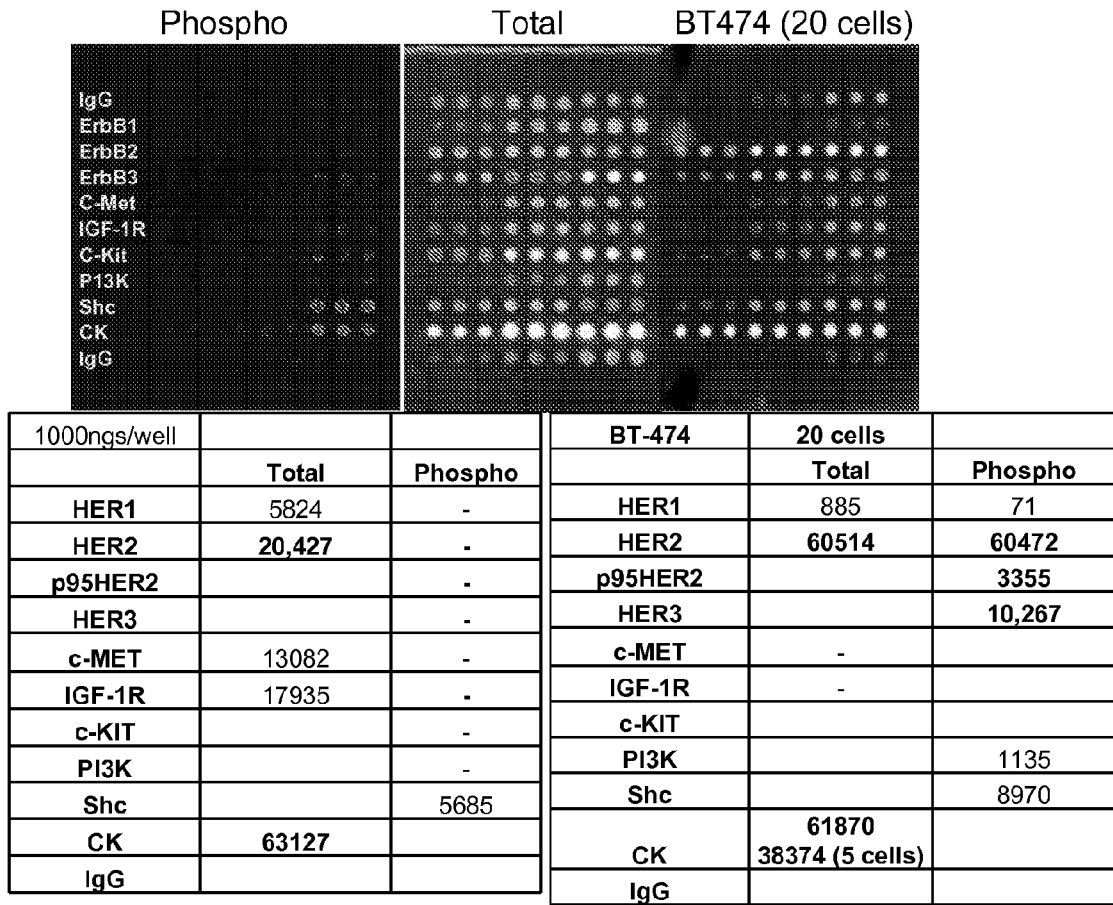 Phospho Total BT474 (20 cells)
IgG
ErbB1
ErbB2
ErbB3
C-Met
IGF-1R
C-Kit
P13K
Shc
CK
IgG
1000ngs/well
Total Phospho
HER1 5824 -
HER2 20,427 -
p95HER2 -
HER3 -
c-MET 13082 -
IGF-1R 17935 -
c-KIT -
PI3K -
Shc 5685
CK 63127
IgG
BT-474 20 cells
Total Phospho
HER1 885 71
HER2 60514 60472
p95HER2 3355
HER3 10,267
c-MET -
IGF-1R -
c-KIT
PI3K 1135
Shc 8970
61870
CK 38374 (5 cells)
IgG